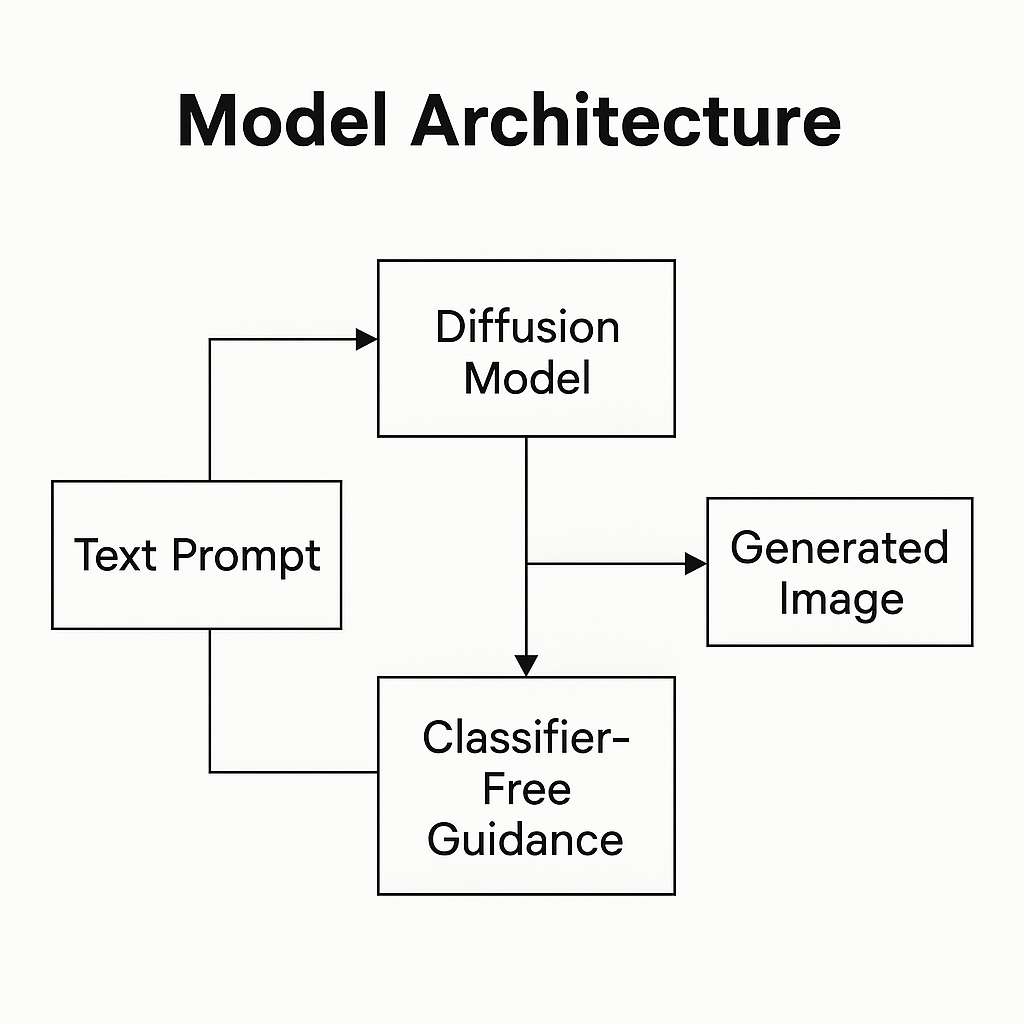 Model Architecture
Diffusion
Model
Text Prompt
Generated
Image
Classifier-
Free
Guidance